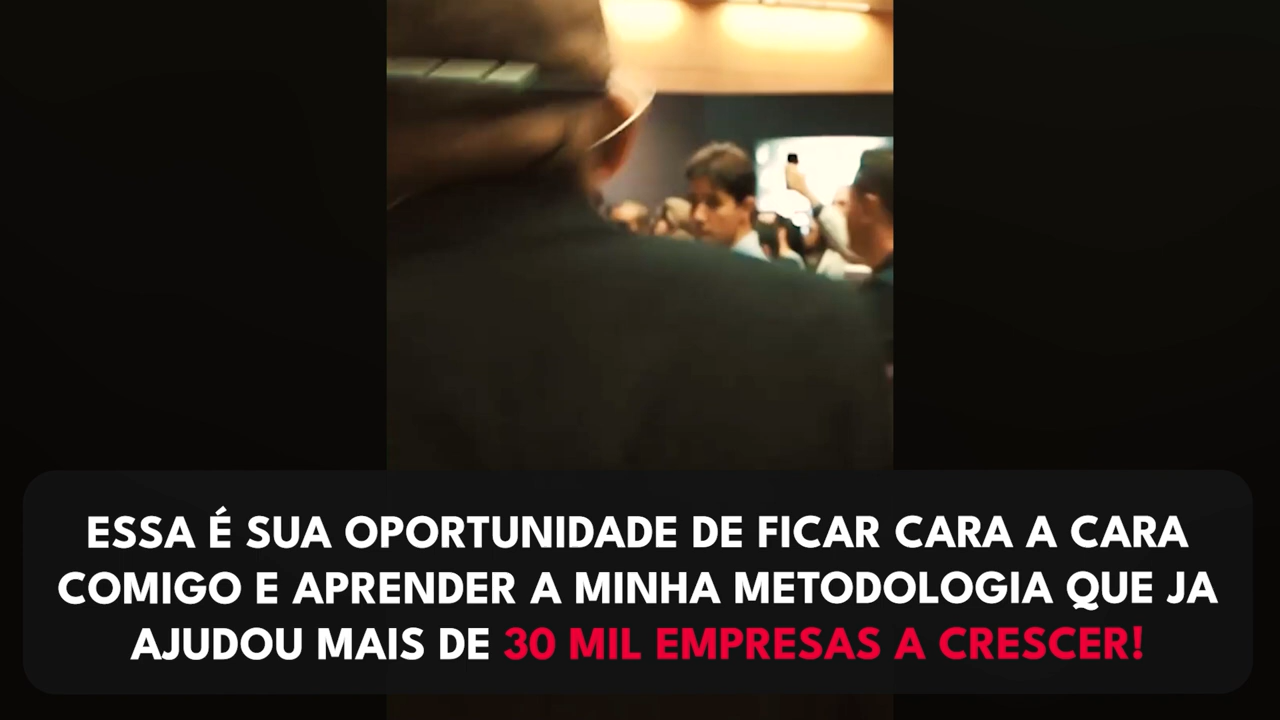 ESSA É SUA OPORTUNIDADE DE FICAR CARA A CARA
COMIGO E APRENDER A MINHA METODOLOGIA QUE JA
AJUDOU MAIS DE 30 MIL EMPRESAS A CRESCER!